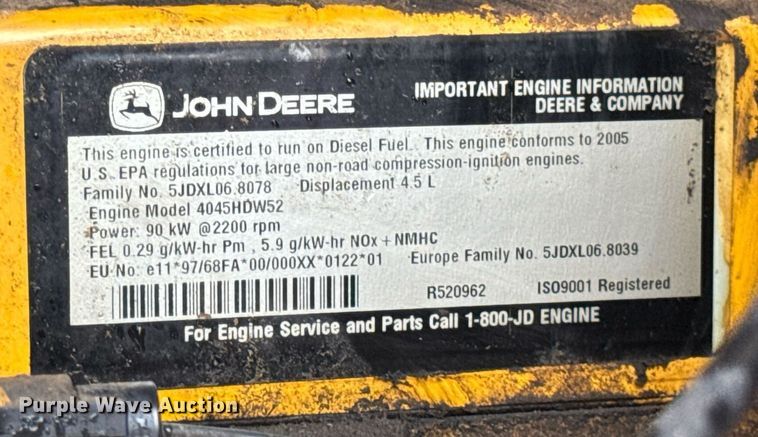 JOHN DEERE
IMPORTANT ENGINE INFORMATION
DEERE & COMPANY
This engine is certified to run on Diesel Fuel. This engine conforms to 2005
U.S. EPA regulations for large non-road compression-ignition engines.
Family No. 5JDXL06.8078 Displacement 4.5 L
Engine Model 4045HDW52
Power: 90 kW @2200 rpm
FEL 0.29 g/kW-hr Pm , 5.9 g/kW-hr NOx + NMHC
EU No: e11*97/68FA*00/000XX*0122*01 Europe Family No. 5JDXL06.8039
R520962 ISO9001 Registered
For Engine Service and Parts Call 1-800-JD ENGINE
Purple Wave Auction